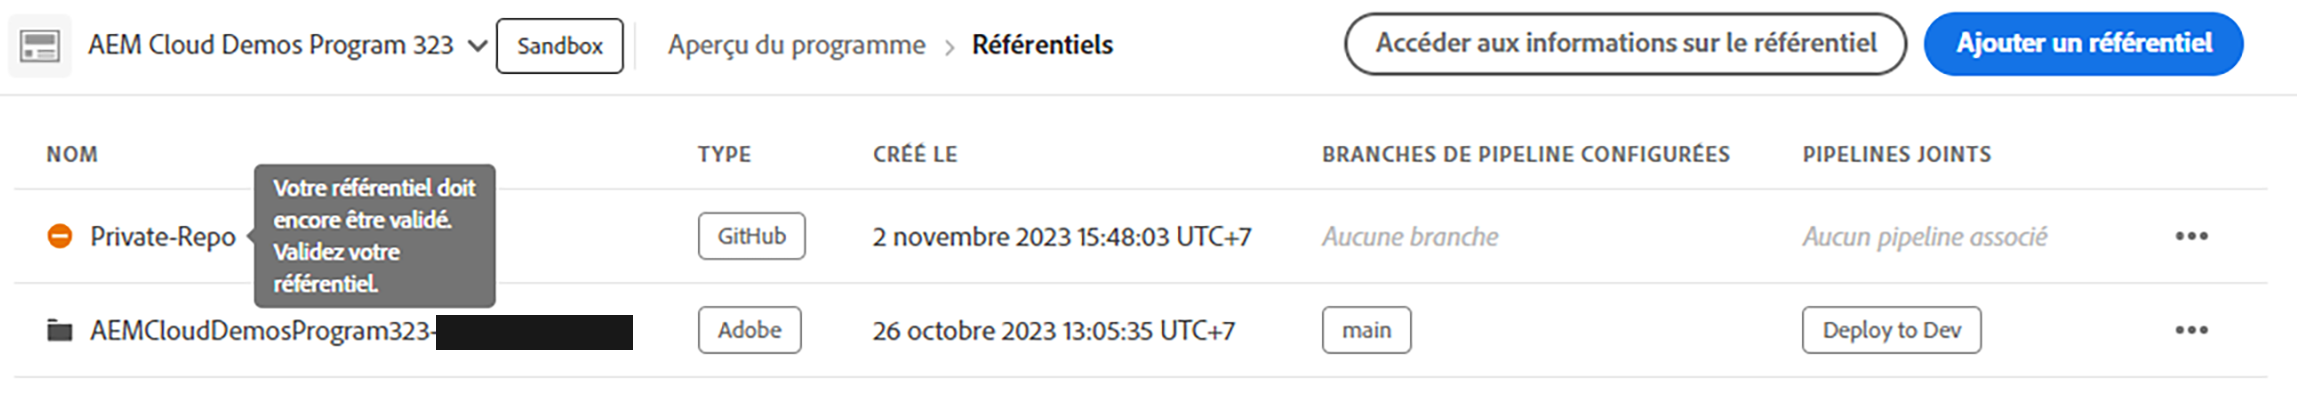 AEM Cloud Demos Program 323 Sandbox Aperçu du programme > Référentiels Accéder aux informations sur le référentiel Ajouter un référentiel
NOM TYPE CRÉÉ LE BRANCHES DE PIPELINE CONFIGURÉES PIPELINES JOINTS
Votre référentiel doit
encore être validé.
Validez votre
référentiel.
Private-Repo GitHub 2 novembre 2023 15:48:03 UTC+7 Aucune branche Aucun pipeline associé
AEMCloudDemosProgram323- Adobe 26 octobre 2023 13:05:35 UTC+7 main Deploy to Dev